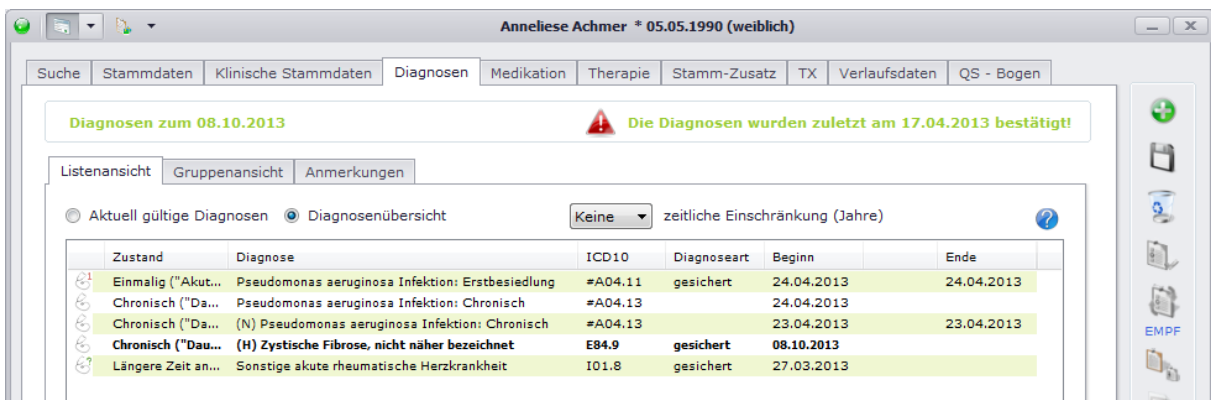 Anneliese Achmer * 05.05.1990 (weiblich)
Suche Stammdaten Klinische Stammdaten Diagnosen Medikation Therapie Stamm-Zusatz TX Verlaufsdaten QS - Bogen
Diagnosen zum 08.10.2013 Die Diagnosen wurden zuletzt am 17.04.2013 bestätigt!
Listenansicht Gruppenansicht Anmerkungen
Aktuell gültige Diagnosen Diagnosenübersicht Keine zeitliche Einschränkung (Jahre)
Zustand Diagnose ICD10 Diagnoseart Beginn Ende
Einmalig ("Akut... Pseudomonas aeruginosa Infektion: Erstbesiedlung #A04.11 gesichert 24.04.2013 24.04.2013
Chronisch ("Da... Pseudomonas aeruginosa Infektion: Chronisch #A04.13 24.04.2013
Chronisch ("Da... (N) Pseudomonas aeruginosa Infektion: Chronisch #A04.13 23.04.2013 23.04.2013
EMPF
Chronisch ("Dau... (H) Zystische Fibrose, nicht näher bezeichnet E84.9 gesichert 08.10.2013
Längere Zeit an... Sonstige akute rheumatische Herzkrankheit I01.8 gesichert 27.03.2013